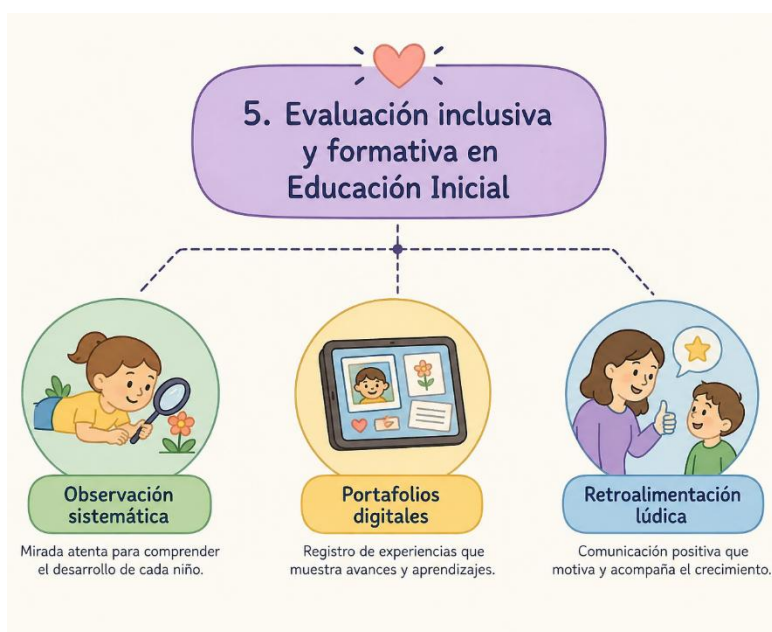 5. Evaluación inclusiva
y formativa en
Educación Inicial
Observación
sistemática
Mirada atenta para comprender
el desarrollo de cada niño.
Portafolios
digitales
Registro de experiencias que
muestra avances y aprendizajes.
Retroalimentación
lúdica
Comunicación positiva que
motiva y acompaña el crecimiento.